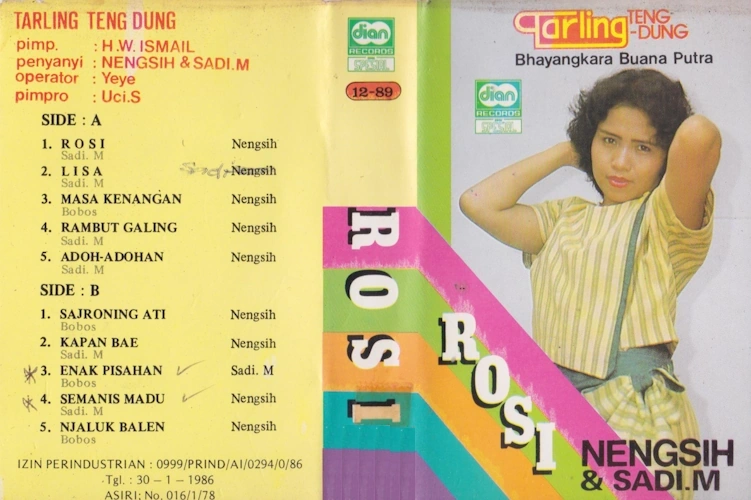 TARLING TENG DUNG
pimp. : H.W. ISMAIL
penyanyi : NENGSIH & SADI.M
operator : Yeye
pimpro : Uci.S
SIDE : A
1. ROSI Nengsih
Sadi. M
2. LISA Sadi Nengsih
Sadi. M
3. MASA KENANGAN Nengsih
Bobos
4. RAMBUT GALING Nengsih
Sadi. M
5. ADOH-ADOHAN Nengsih
Sadi. M
SIDE : B
1. SAJRONING ATI Nengsih
Bobos
2. KAPAN BAE Nengsih
Sadi. M
3. ENAK PISAHAN Sadi. M
Bobos
4. SEMANIS MADU Nengsih
Sadi. M
5. NJALUK BALEN Nengsih
Bobos
IZIN PERINDUSTRIAN : 0999/PRIND/AI/0294/0/86
Tgl. : 30 - 1 - 1986
ASIRI; No. 016/1/78
dian
RECORDS
SPECIAL
12-89
ROSI
Tarling TENG
-DUNG
Bhayangkara Buana Putra
dian
RECORDS
SPECIAL
ROSI
NENGSIH
& SADI.M